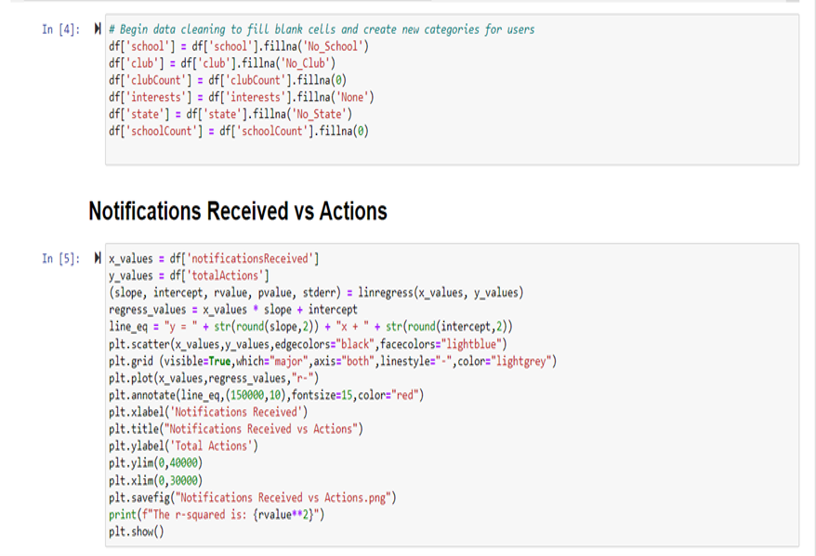 In [4]:
# Begin data cleaning to fill blank cells and create new categories for users
df['school'] = df['school'].fillna('No_School')
df['club'] = df['club'].fillna('No_Club')
df['clubCount'] = df['clubCount'].fillna(0)
df['interests'] = df['interests'].fillna('None')
df['state'] = df['state'].fillna('No_State')
df['schoolCount'] = df['schoolCount'].fillna(0)
Notifications Received vs Actions
In [5]:
x_values = df['notificationsReceived']
y_values = df['totalActions']
(slope, intercept, rvalue, pvalue, stderr) = linregress(x_values, y_values)
regress_values = x_values * slope + intercept
line_eq = "y = " + str(round(slope,2)) + "x + " + str(round(intercept,2))
plt.scatter(x_values,y_values,edgecolors="black",facecolors="lightblue")
plt.grid (visible=True,which="major",axis="both",linestyle="-",color="lightgrey")
plt.plot(x_values,regress_values,"r-")
plt.annotate(line_eq,(150000,10),fontsize=15,color="red")
plt.xlabel('Notifications Received')
plt.title("Notifications Received vs Actions")
plt.ylabel('Total Actions')
plt.ylim(0,40000)
plt.xlim(0,30000)
plt.savefig("Notifications Received vs Actions.png")
print(f"The r-squared is: {rvalue**2}")
plt.show()